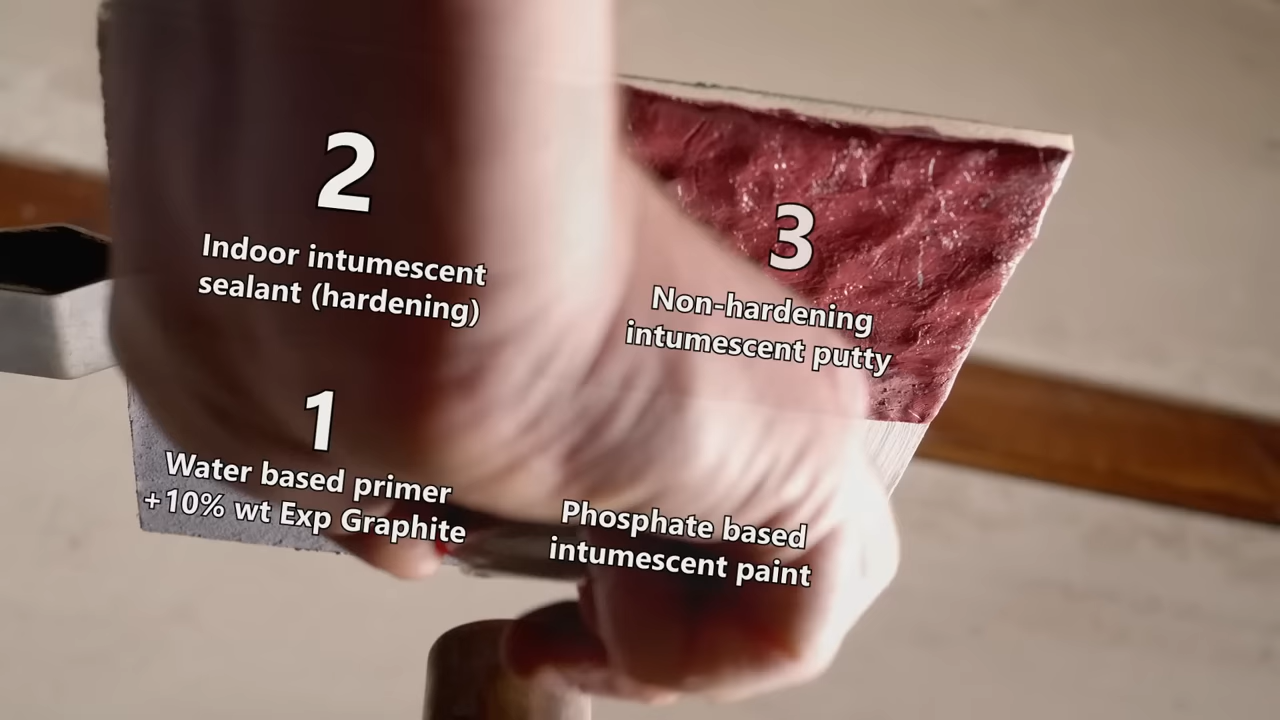 2
Indoor intumescent
sealant (hardening)
3
Non-hardening
intumescent putty
1
Water based primer
+10% wt Exp Graphite
Phosphate based
intumescent paint